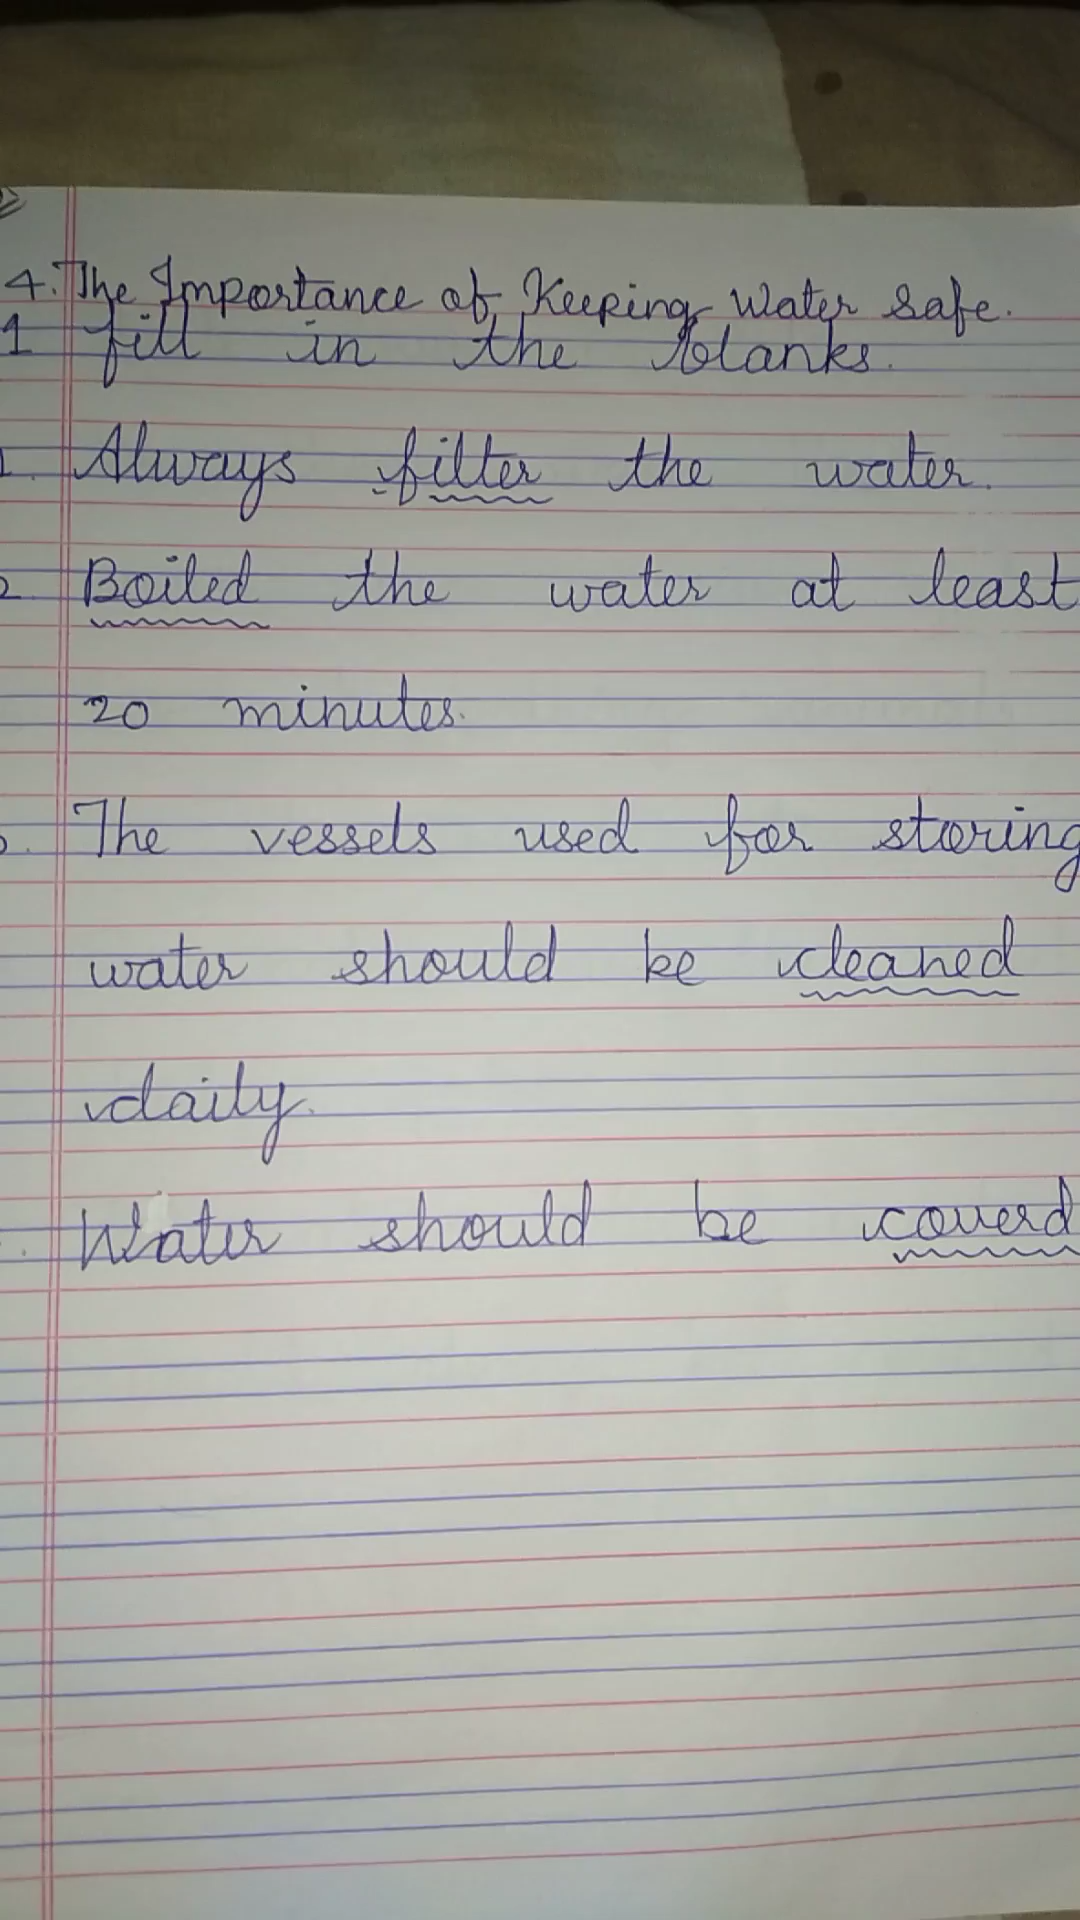 4. The Importance of Keeping Water Safe.
1 fill in the blanks.
1. Always filter the water.
2. Boiled the water at least
20 minutes.
The vessels used for storing
water should be cleaned
daily.
Water should be coverd